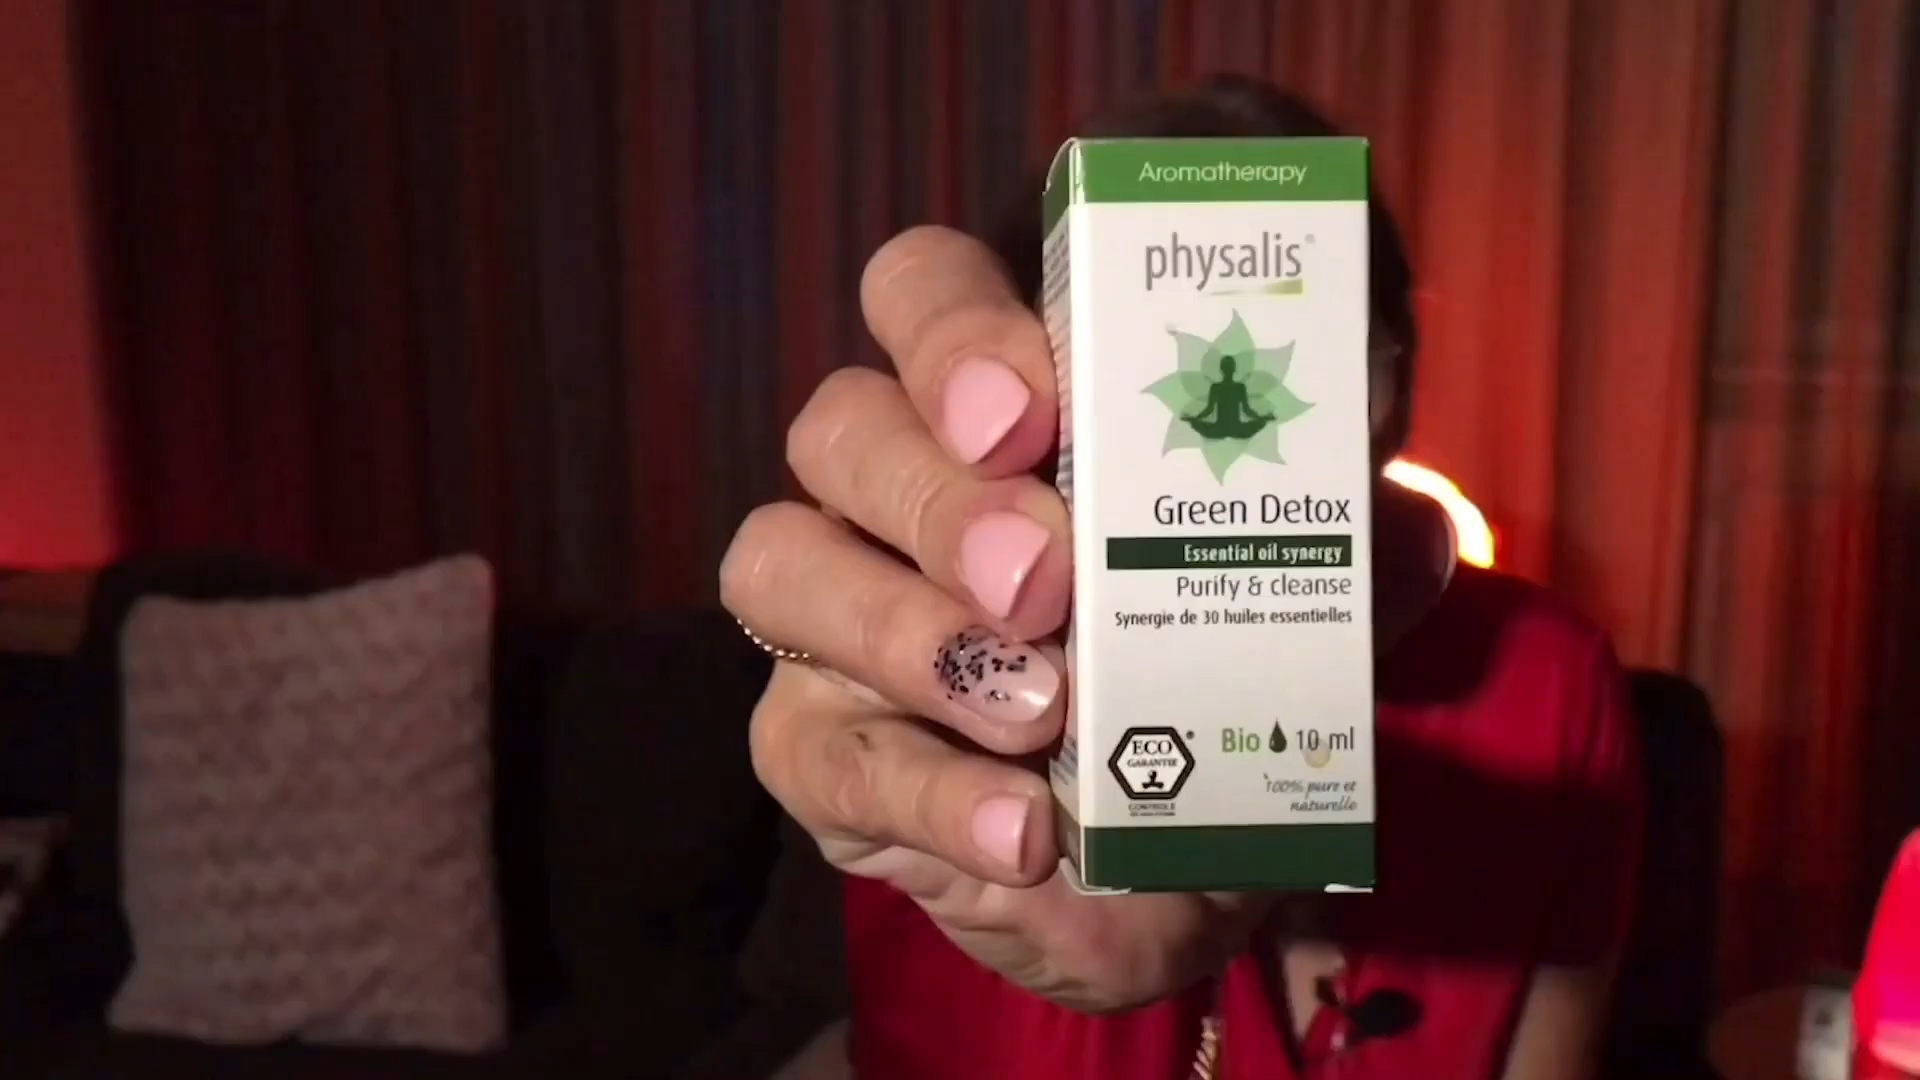 Aromatherapy
physalis®
Green Detox
Essential oil synergy
Purify & cleanse
Synergie de 30 huiles essentielles
ECO
GARANTIE
®
CONTROLE
Bio 10 ml
100% pure et
naturelle